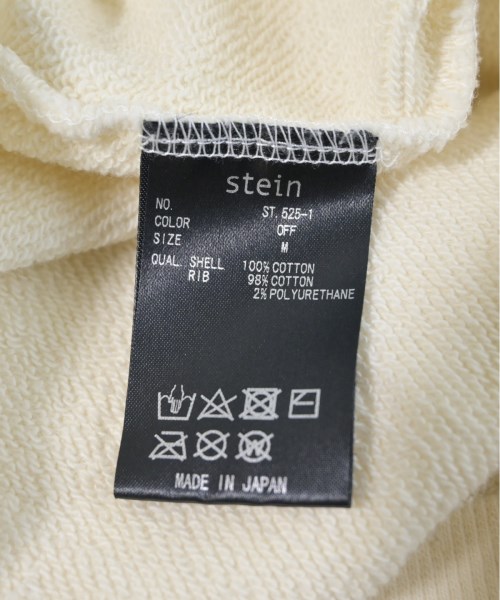 stein
NO. ST.525-1
COLOR OFF
SIZE M
QUAL. SHELL 100% COTTON
RIB 98% COTTON
2% POLYURETHANE
MADE IN JAPAN